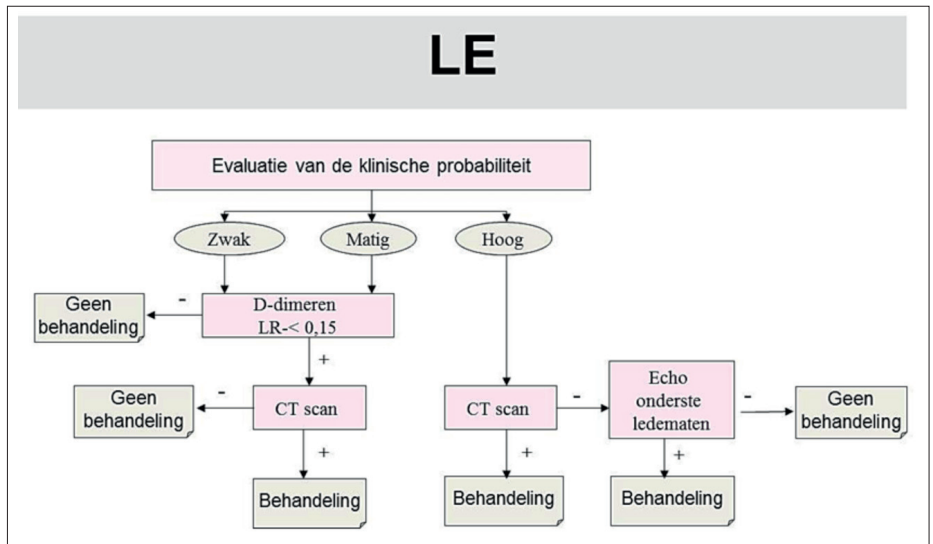 LE
Evaluatie van de klinische probabiliteit
Zwak
Matig
Hoog
Geen
behandeling
-
D-dimeren
LR-< 0,15
+
Geen
behandeling
-
CT scan
+
Behandeling
CT scan
-
+
Behandeling
Echo
onderste
ledematen
-
+
Behandeling
Geen
behandeling